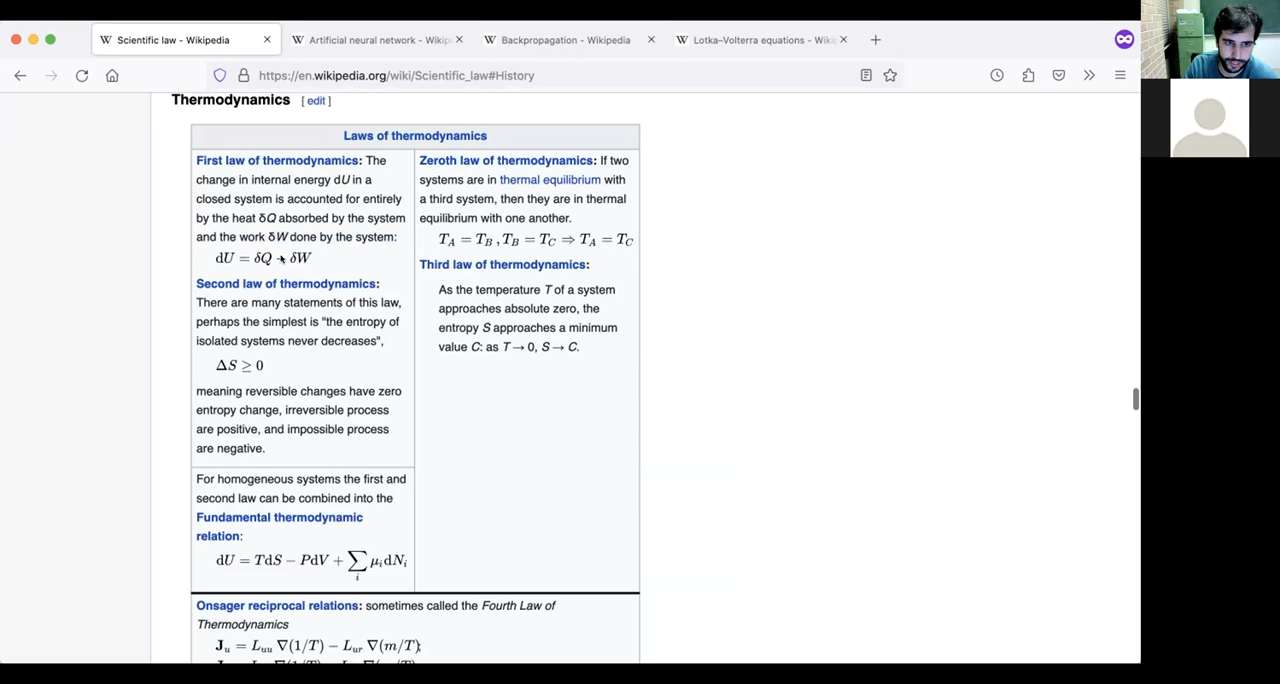 Scientific law - Wikipedia
Artificial neural network - Wikip
Backpropagation - Wikipedia
Lotka–Volterra equations - Wiki
https://en.wikipedia.org/wiki/Scientific_law#History
Thermodynamics [ edit ]
Laws of thermodynamics
First law of thermodynamics: The
change in internal energy dU in a
closed system is accounted for entirely
by the heat δQ absorbed by the system
and the work δW done by the system:
dU = δQ - δW
Second law of thermodynamics:
There are many statements of this law,
perhaps the simplest is "the entropy of
isolated systems never decreases",
ΔS ≥ 0
meaning reversible changes have zero
entropy change, irreversible process
are positive, and impossible process
are negative.
Zeroth law of thermodynamics: If two
systems are in thermal equilibrium with
a third system, then they are in thermal
equilibrium with one another.
T_A = T_B , T_B = T_C ⇒ T_A = T_C
Third law of thermodynamics:
As the temperature T of a system
approaches absolute zero, the
entropy S approaches a minimum
value C: as T → 0, S → C.
For homogeneous systems the first and
second law can be combined into the
Fundamental thermodynamic
relation:
dU = TdS − PdV + ∑_i μ_i dN_i
Onsager reciprocal relations: sometimes called the Fourth Law of
Thermodynamics
J_u = L_uu ∇(1/T) − L_ur ∇(m/T);